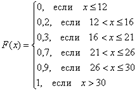 0, если x ≤ 12
0,2, если 12 < x ≤ 16
0,3, если 16 < x ≤ 21
F(x) =
0,7, если 21 < x ≤ 26
0,9, если 26 < x ≤ 30
1, если x > 30